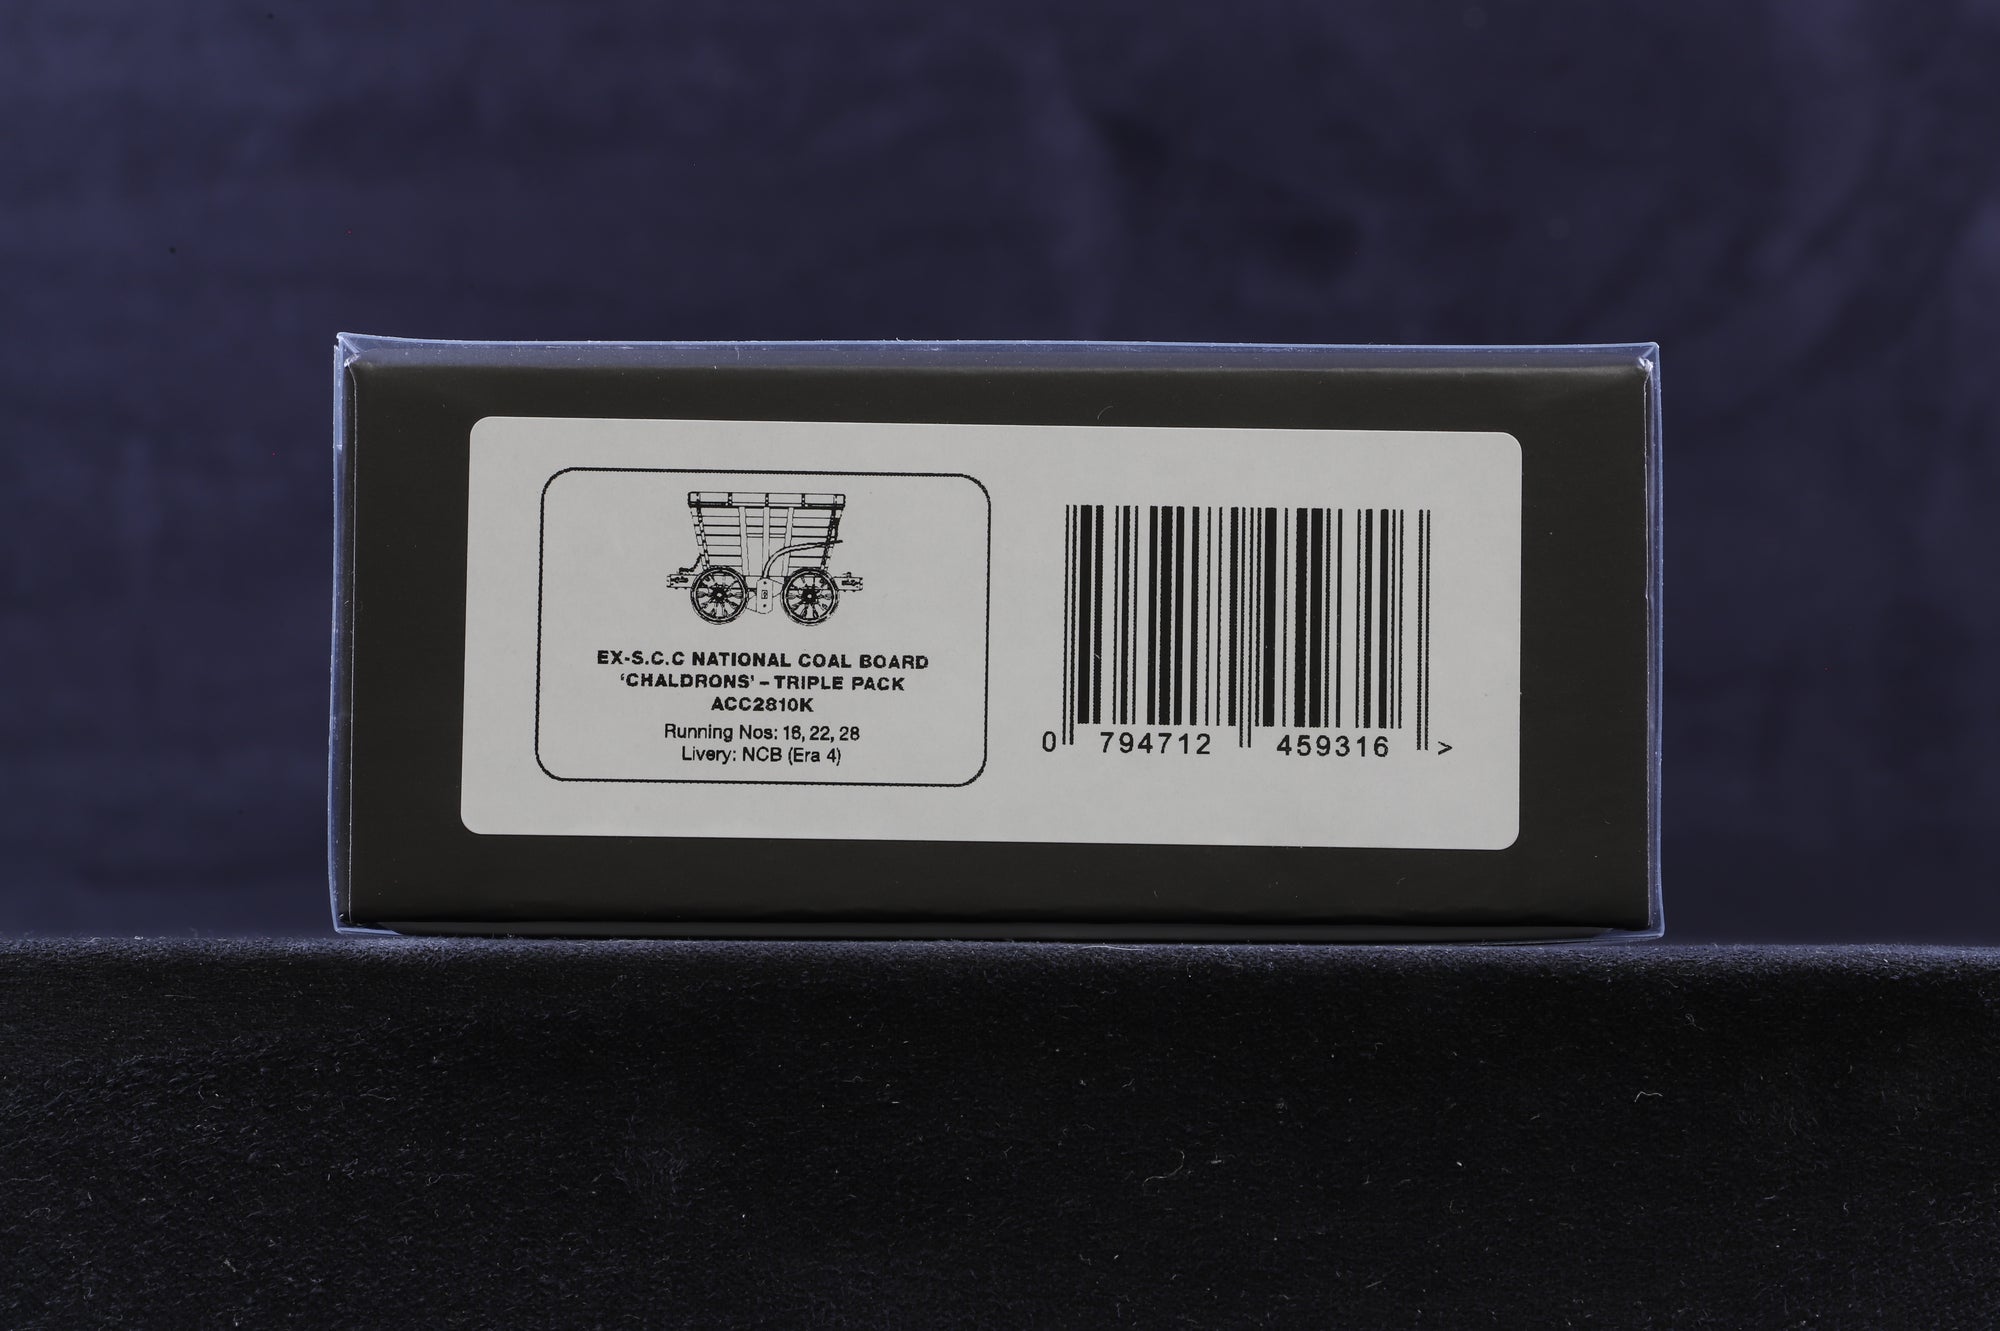 EX-S.C.C NATIONAL COAL BOARD
‘CHALDRONS’ – TRIPLE PACK
ACC2810K
Running Nos: 16, 22, 28
Livery: NCB (Era 4)
0 794712 459316 >